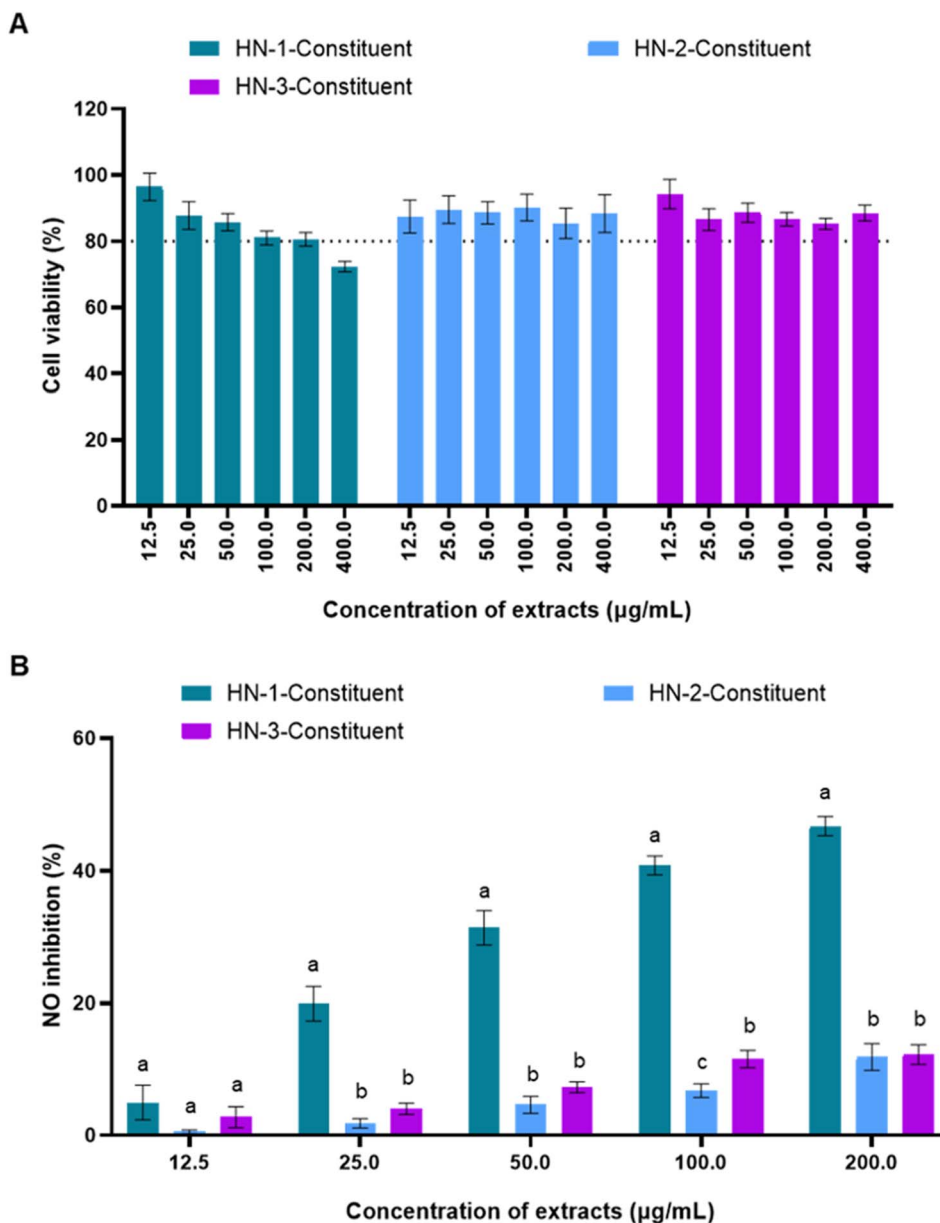 A
HN-1-Constituent
HN-2-Constituent
HN-3-Constituent
120
100
80
60
40
20
0
Cell viability (%)
12.5 25.0 50.0 100.0 200.0 400.0 12.5 25.0 50.0 100.0 200.0 400.0 12.5 25.0 50.0 100.0 200.0 400.0
Concentration of extracts (µg/mL)
B
HN-1-Constituent
HN-2-Constituent
HN-3-Constituent
60
40
20
0
NO inhibition (%)
a a a
a b b
a b b
a c b
a b b
12.5 25.0 50.0 100.0 200.0
Concentration of extracts (µg/mL)